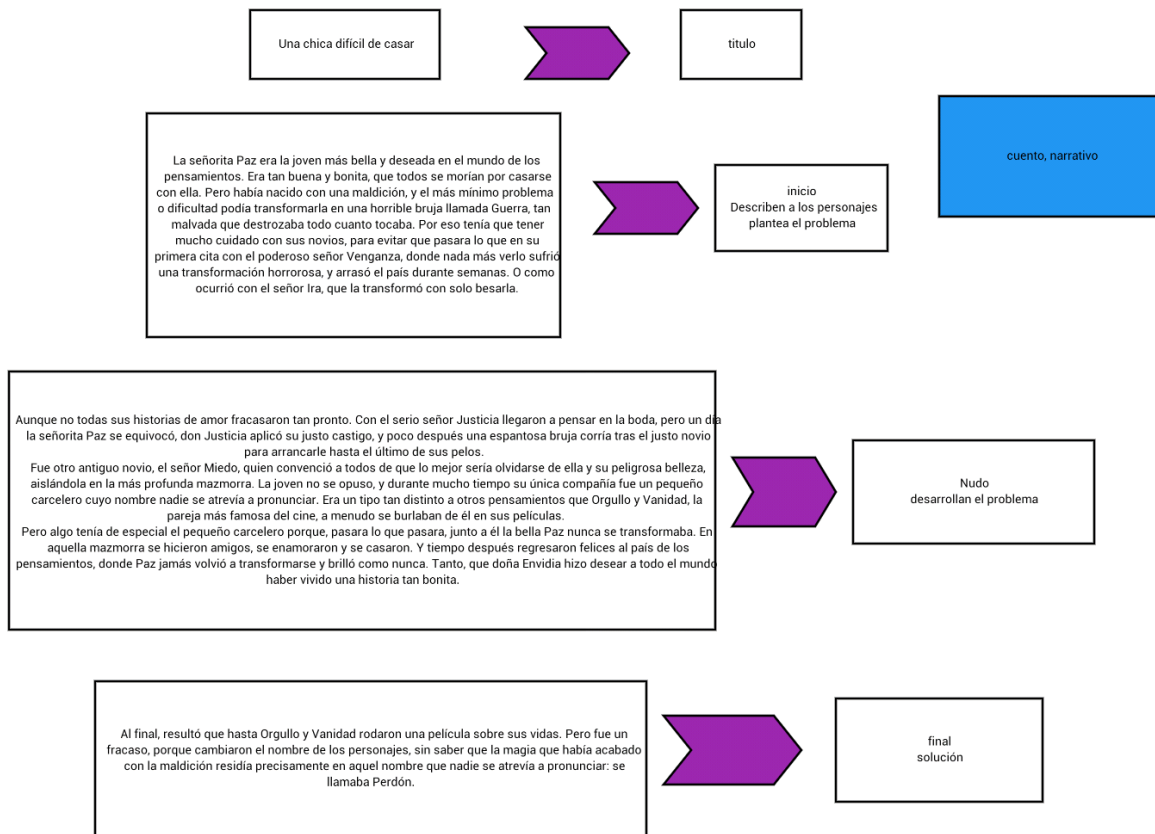 Una chica difícil de casar
titulo
cuento, narrativo
La señorita Paz era la joven más bella y deseada en el mundo de los
pensamientos. Era tan buena y bonita, que todos se morían por casarse
con ella. Pero había nacido con una maldición, y el más mínimo problema
o dificultad podía transformarla en una horrible bruja llamada Guerra, tan
malvada que destrozaba todo cuanto tocaba. Por eso tenía que tener
mucho cuidado con sus novios, para evitar que pasara lo que en su
primera cita con el poderoso señor Venganza, donde nada más verlo sufrió
una transformación horrorosa, y arrasó el país durante semanas. O como
ocurrió con el señor Ira, que la transformó con solo besarla.
inicio
Describen a los personajes
plantea el problema
Aunque no todas sus historias de amor fracasaron tan pronto. Con el serio señor Justicia llegaron a pensar en la boda, pero un día
la señorita Paz se equivocó, don Justicia aplicó su justo castigo, y poco después una espantosa bruja corría tras el justo novio
para arrancarle hasta el último de sus pelos.
Fue otro antiguo novio, el señor Miedo, quien convenció a todos de que lo mejor sería olvidarse de ella y su peligrosa belleza,
aislándola en la más profunda mazmorra. La joven no se opuso, y durante mucho tiempo su única compañía fue un pequeño
carcelero cuyo nombre nadie se atrevía a pronunciar. Era un tipo tan distinto a otros pensamientos que Orgullo y Vanidad, la
pareja más famosa del cine, a menudo se burlaban de él en sus películas.
Pero algo tenía de especial el pequeño carcelero porque, pasara lo que pasara, junto a él la bella Paz nunca se transformaba. En
aquella mazmorra se hicieron amigos, se enamoraron y se casaron. Y tiempo después regresaron felices al país de los
pensamientos, donde Paz jamás volvió a transformarse y brilló como nunca. Tanto, que doña Envidia hizo desear a todo el mundo
haber vivido una historia tan bonita.
Nudo
desarrollan el problema
Al final, resultó que hasta Orgullo y Vanidad rodaron una película sobre sus vidas. Pero fue un
fracaso, porque cambiaron el nombre de los personajes, sin saber que la magia que había acabado
con la maldición residía precisamente en aquel nombre que nadie se atrevía a pronunciar: se
llamaba Perdón.
final
solución